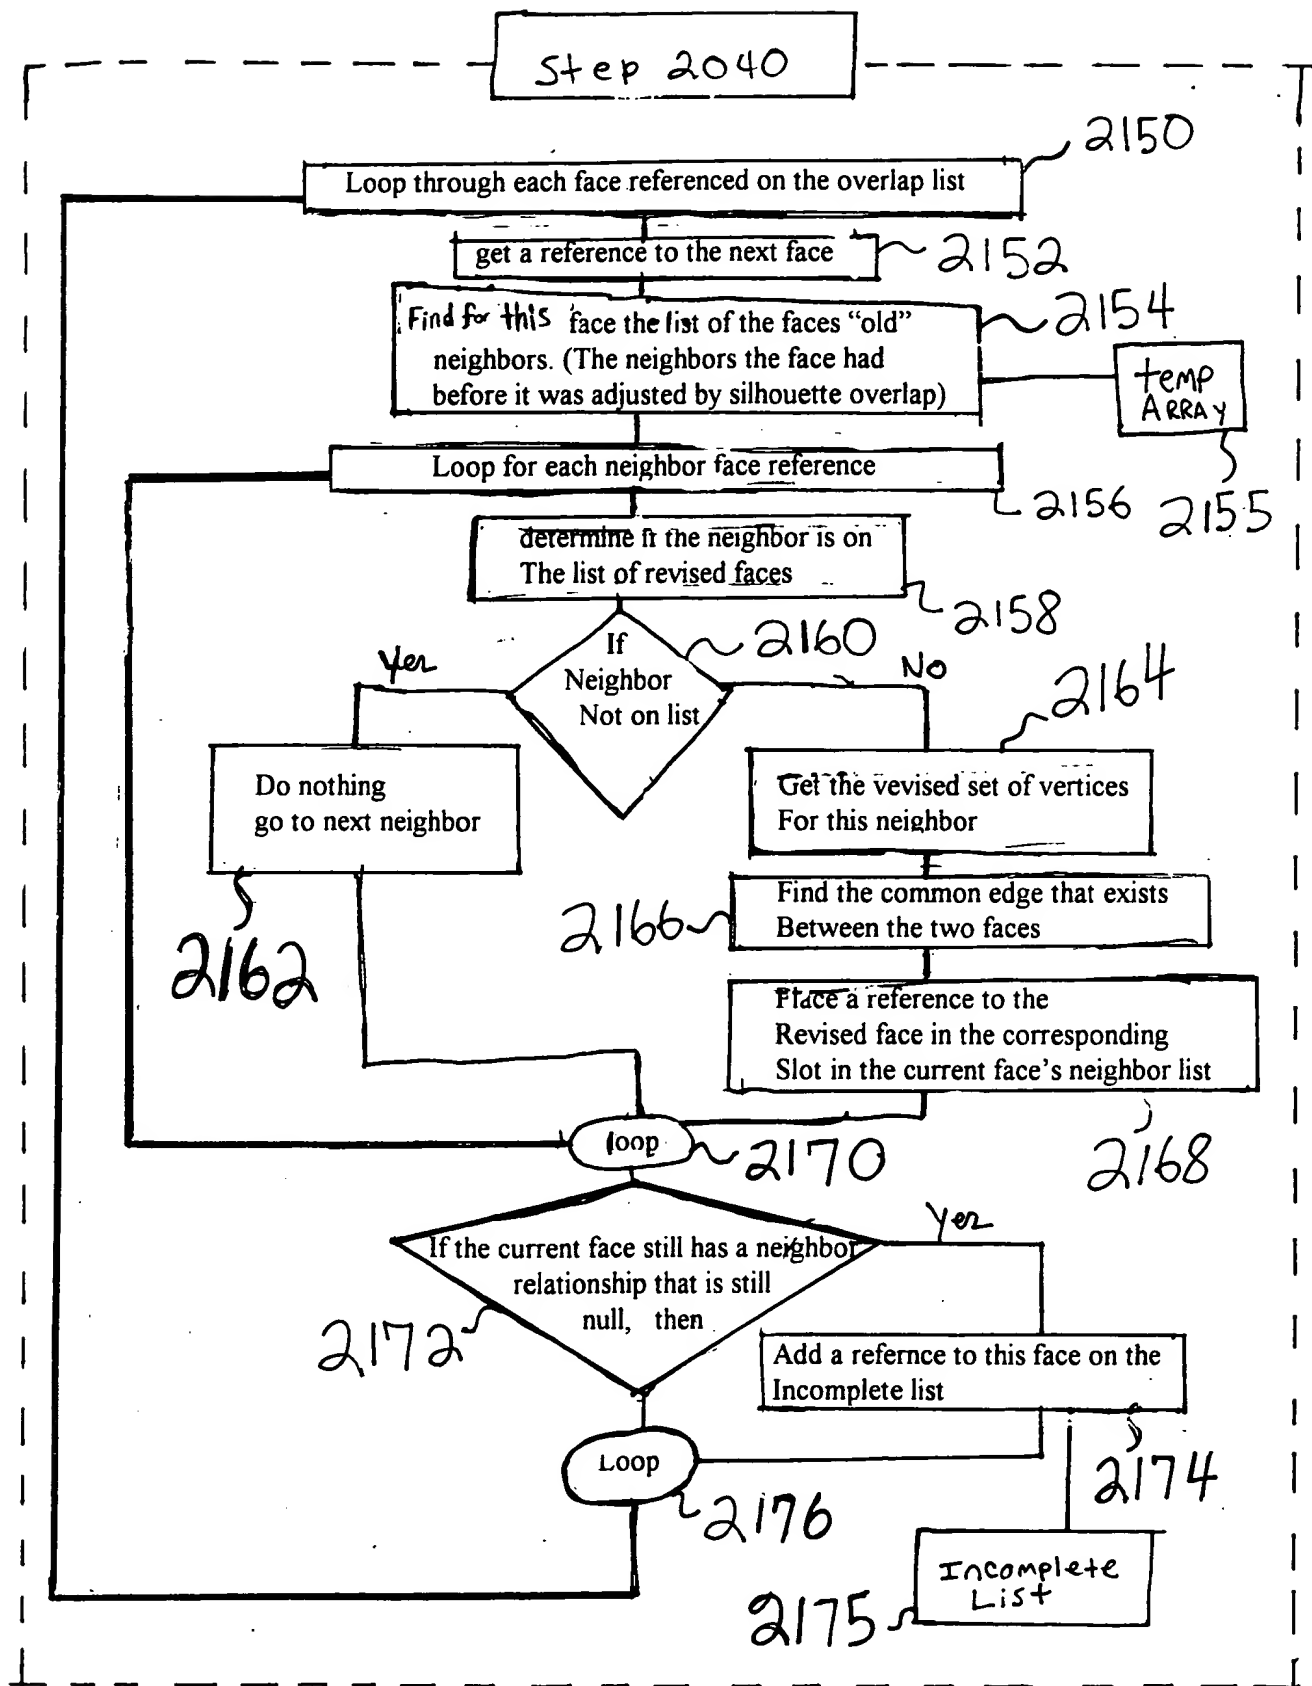 Step 2040
2150
Loop through each face referenced on the overlap list
get a reference to the next face
2152
Find for this face the list of the faces "old"
neighbors. (The neighbors the face had
before it was adjusted by silhouette overlap)
2154
temp
ARRAY
2155
Loop for each neighbor face reference
2156
determine if the neighbor is on
The list of revised faces
2158
If
Neighbor
Not on list
2160
Yes
No
Do nothing
go to next neighbor
2162
2164
Get the vevised set of vertices
For this neighbor
Find the common edge that exists
Between the two faces
2166
Place a reference to the
Revised face in the corresponding
Slot in the current face's neighbor list
2168
loop
2170
If the current face still has a neighbor
relationship that is still
null, then
2172
Yes
Add a refernce to this face on the
Incomplete list
2174
Loop
2176
Incomplete
List
2175